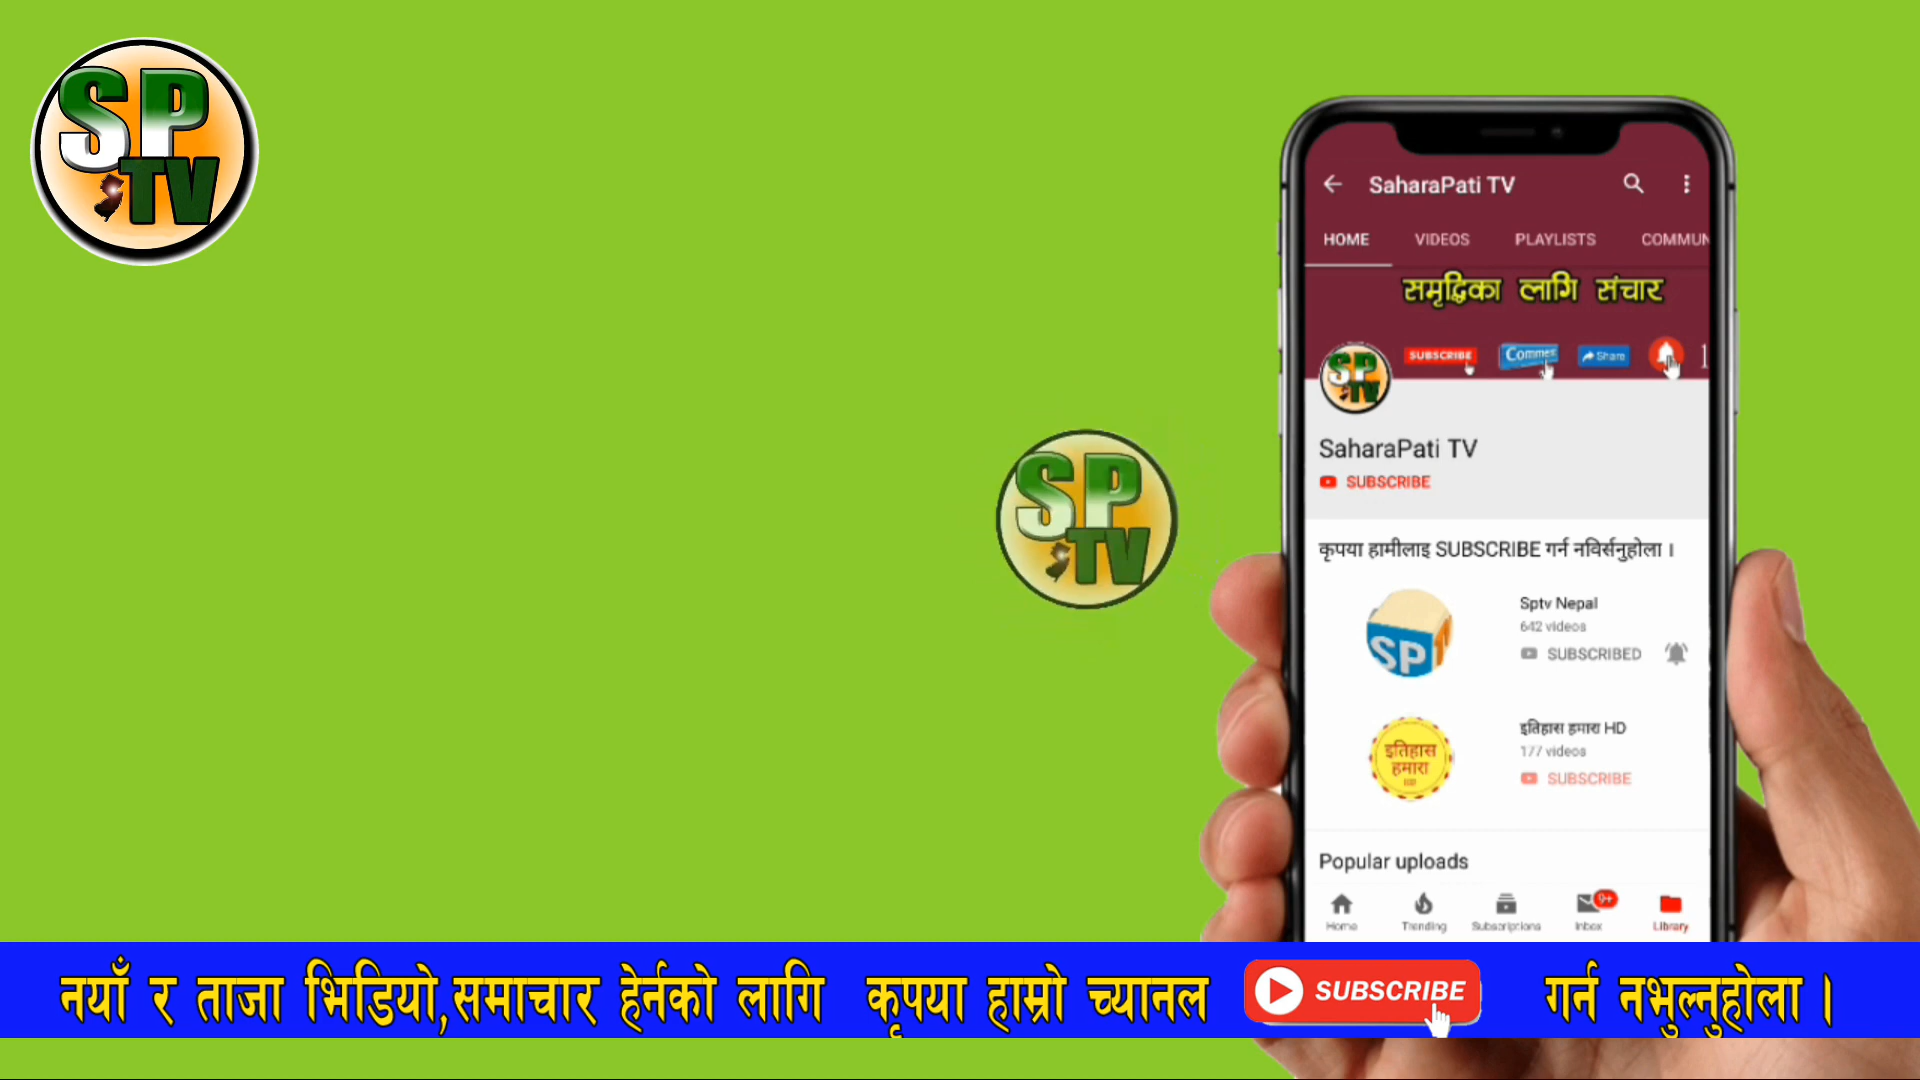 SP
TV
SaharaPati TV
HOME VIDEOS PLAYLISTS COMMUN
समृद्धिका लागि संचार
SUBSCRIBE Share
SP
TV
SaharaPati TV
SUBSCRIBE
SP
TV
कृपया हामीलाइ SUBSCRIBE गर्न नविर्सनुहोला ।
Sptv Nepal
642 videos
SUBSCRIBED
SP
इतिहास हमारा HD
177 videos
SUBSCRIBE
इतिहास
हमारा
Popular uploads
9+
Home Trending Subscriptions Inbox Library
नयाँ र ताजा भिडियो,समाचार हेर्नको लागि कृपया हाम्रो च्यानल SUBSCRIBE गर्न नभुल्नुहोला ।